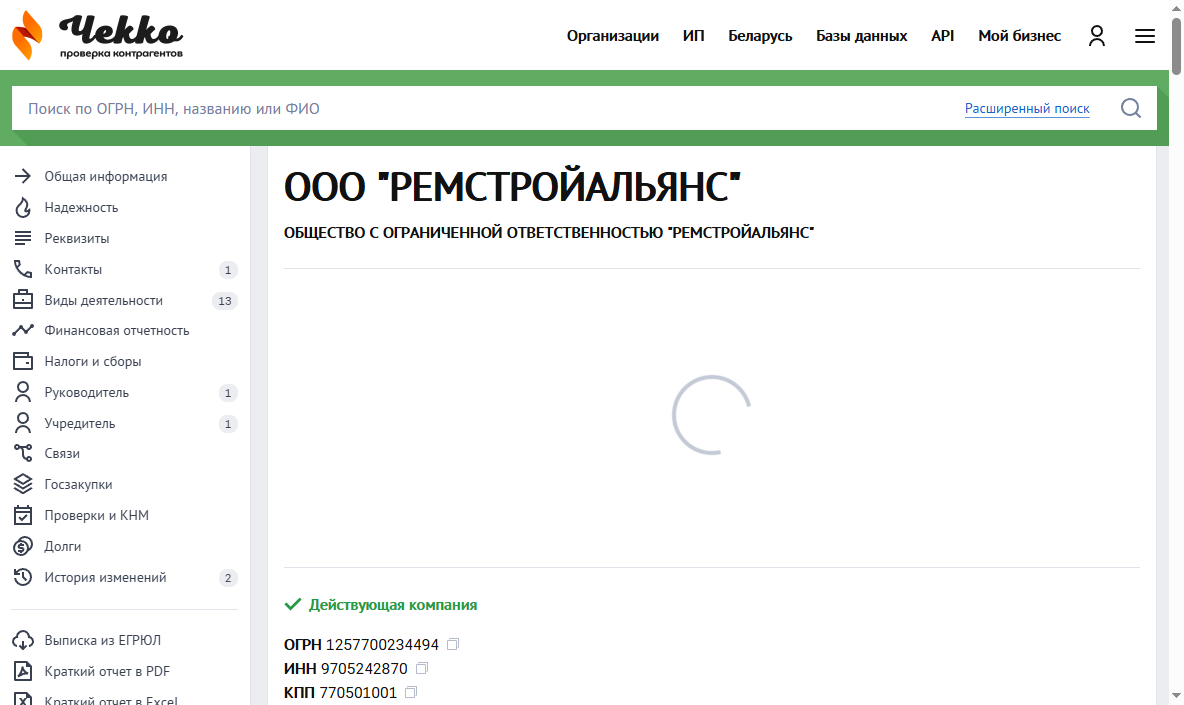 Чекко
проверка контрагентов
Организации ИП Беларусь Базы данных API Мой бизнес
Поиск по ОГРН, ИНН, названию или ФИО Расширенный поиск
Общая информация
Надежность
Реквизиты
Контакты 1
Виды деятельности 13
Финансовая отчетность
Налоги и сборы
Руководитель 1
Учредитель 1
Связи
Госзакупки
Проверки и КНМ
Долги
История изменений 2
Выписка из ЕГРЮЛ
Краткий отчет в PDF
Краткий отчет в Excel
ООО "РЕМСТРОЙАЛЬЯНС"
ОБЩЕСТВО С ОГРАНИЧЕННОЙ ОТВЕТСТВЕННОСТЬЮ "РЕМСТРОЙАЛЬЯНС"
Действующая компания
ОГРН 1257700234494
ИНН 9705242870
КПП 770501001